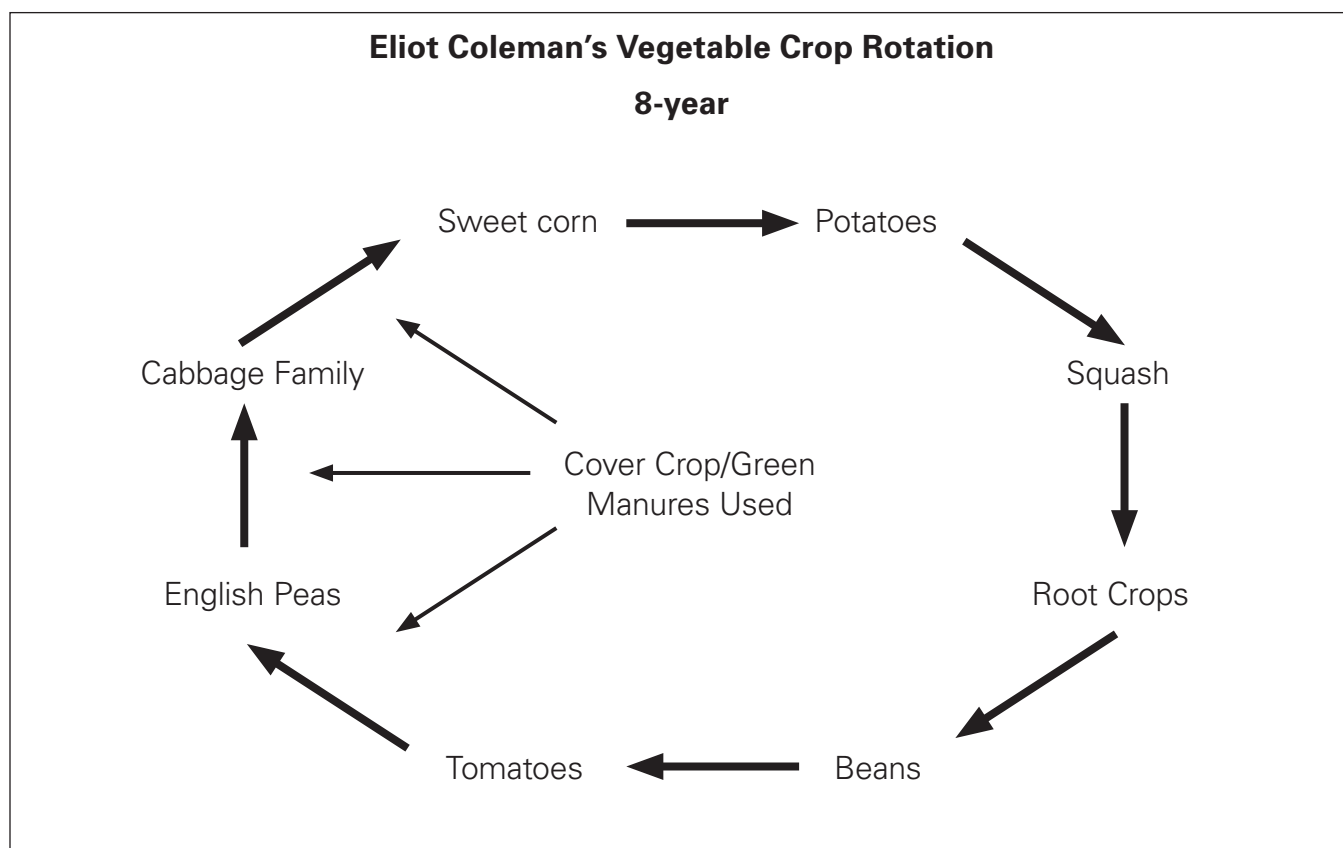 Eliot Coleman’s Vegetable Crop Rotation
8-year
Sweet corn
Potatoes
Cabbage Family
Squash
Cover Crop/Green
Manures Used
English Peas
Root Crops
Tomatoes
Beans